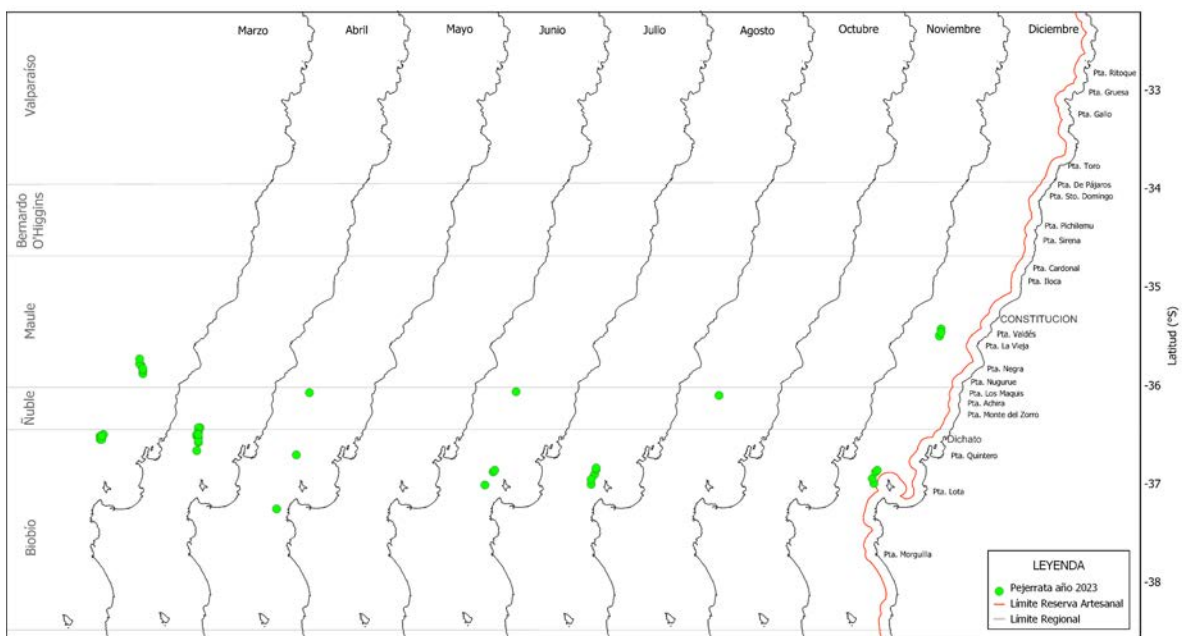 Marzo Abril Mayo Junio Julio Agosto Octubre Noviembre Diciembre
Valparaíso
Bernardo
O'Higgins
Maule
Ñuble
Biobío
Pta. Ritoque
Pta. Gruesa
Pta. Gallo
Pta. Toro
Pta. De Pájaros
Pta. Sto. Domingo
Pta. Pichilemu
Pta. Sirena
Pta. Cardonal
Pta. Iloca
CONSTITUCION
Pta. Valdés
Pta. La Vieja
Pta. Negra
Pta. Nugurue
Pta. Los Maquis
Pta. Achira
Pta. Monte del Zorro
Dichato
Pta. Quintero
Pta. Lota
Pta. Morguilla
-33
-34
-35
-36
-37
-38
Latitud (°S)
LEYENDA
Pejerrata año 2023
Límite Reserva Artesanal
Límite Regional